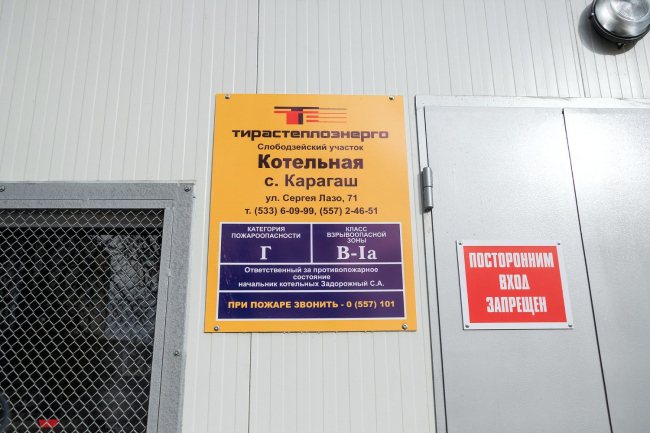 ТИРАСТЕПЛОЭНЕРГО
Слободзейский участок
Котельная
с. Карагаш
ул. Сергея Лазо, 71
т. (533) 6-09-99, (557) 2-46-51
КАТЕГОРИЯ
ПОЖАРООПАСНОСТИ
Г
КЛАСС
ВЗРЫВООПАСНОЙ
ЗОНЫ
В-Iа
Ответственный за противопожарное
состояние
начальник котельных Задорожный С.А.
ПРИ ПОЖАРЕ ЗВОНИТЬ - 0 (557) 101
ПОСТОРОННИМ
ВХОД
ЗАПРЕЩЕН